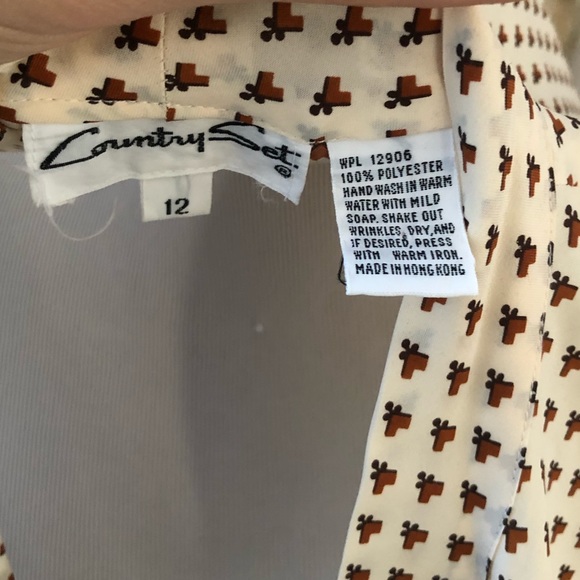 Country Set ©
12
WPL 12906
100% POLYESTER
HAND WASH IN WARM
WATER WITH MILD
SOAP. SHAKE OUT
WRINKLES, DRY, AND
IF DESIRED, PRESS
WITH WARM IRON.
MADE IN HONG KONG